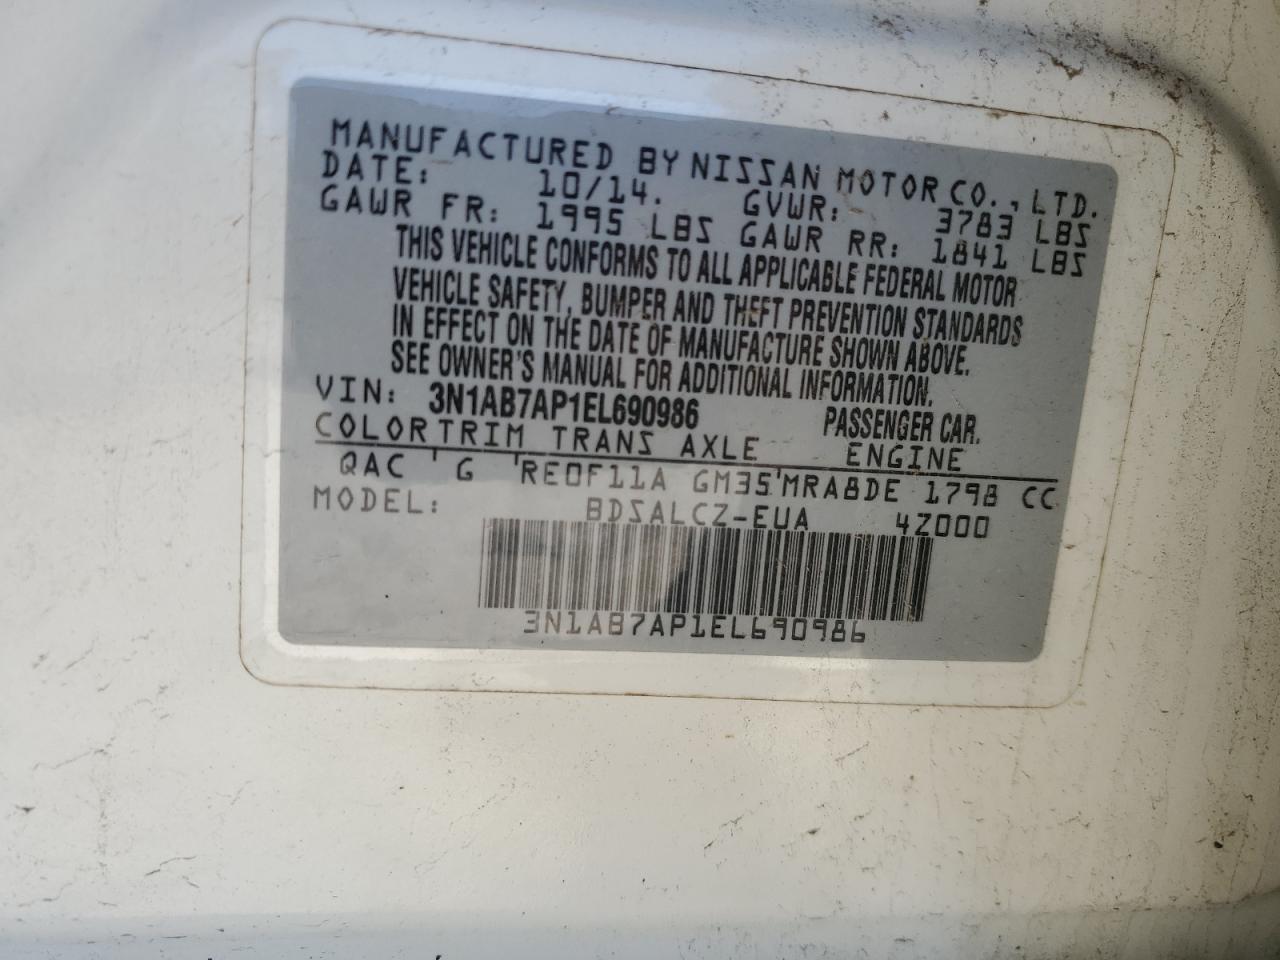 MANUFACTURED BY NISSAN MOTOR CO., LTD.
DATE: 10/14. GVWR: 3783 LBS
GAWR FR: 1995 LBS GAWR RR: 1841 LBS
THIS VEHICLE CONFORMS TO ALL APPLICABLE FEDERAL MOTOR
VEHICLE SAFETY, BUMPER AND THEFT PREVENTION STANDARDS
IN EFFECT ON THE DATE OF MANUFACTURE SHOWN ABOVE.
SEE OWNER'S MANUAL FOR ADDITIONAL INFORMATION.
VIN: 3N1AB7AP1EL690986 PASSENGER CAR.
COLOR TRIM TRANS AXLE ENGINE
QAC ' G ' RE0F11A GM35 ' MRA8DE 1798 CC
MODEL: BDSALCZ-EUA 4Z000
3N1AB7AP1EL690986